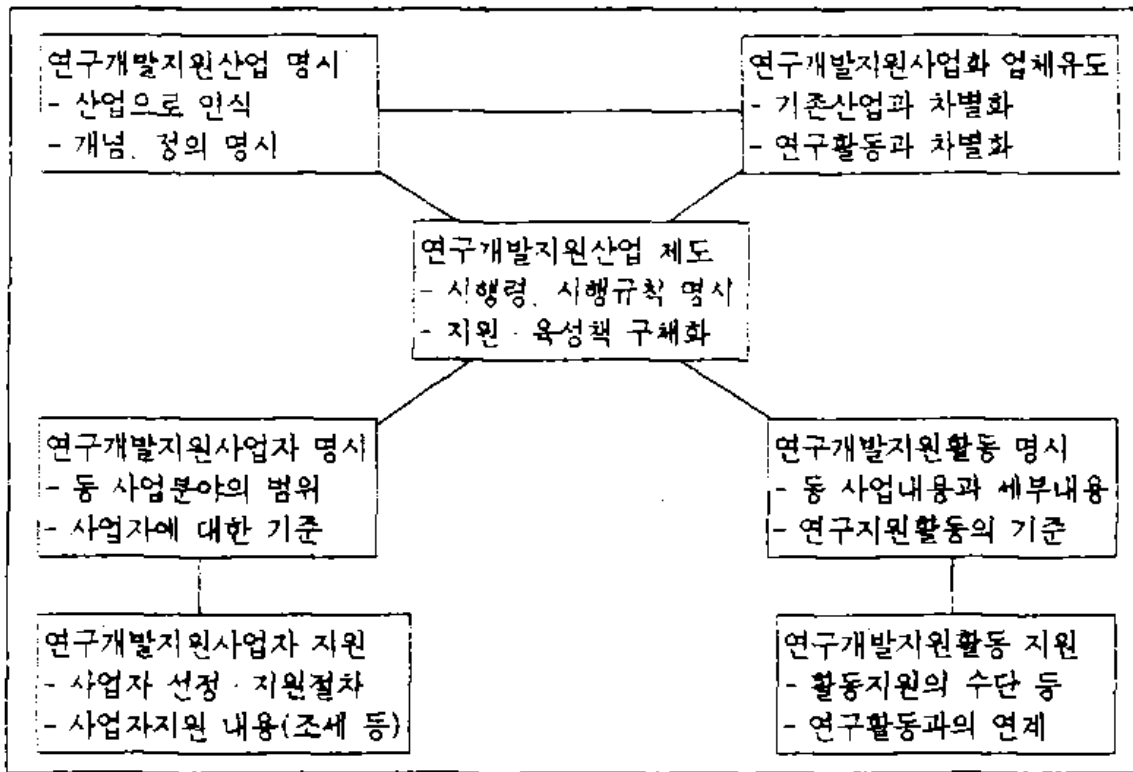 연구개발지원산업 명시
- 산업으로 인식
- 개념, 정의 명시
연구개발지원사업화 업체유도
- 기존산업과 차별화
- 연구활동과 차별화
연구개발지원산업 제도
- 시행령, 시행규칙 명시
- 지원·육성책 구체화
연구개발지원사업자 명시
- 동 사업분야의 범위
- 사업자에 대한 기준
연구개발지원활동 명시
- 동 사업내용과 세부내용
- 연구지원활동의 기준
연구개발지원사업자 지원
- 사업자 선정·지원절차
- 사업자지원 내용(조세 등)
연구개발지원활동 지원
- 활동지원의 수단 등
- 연구활동과의 연계